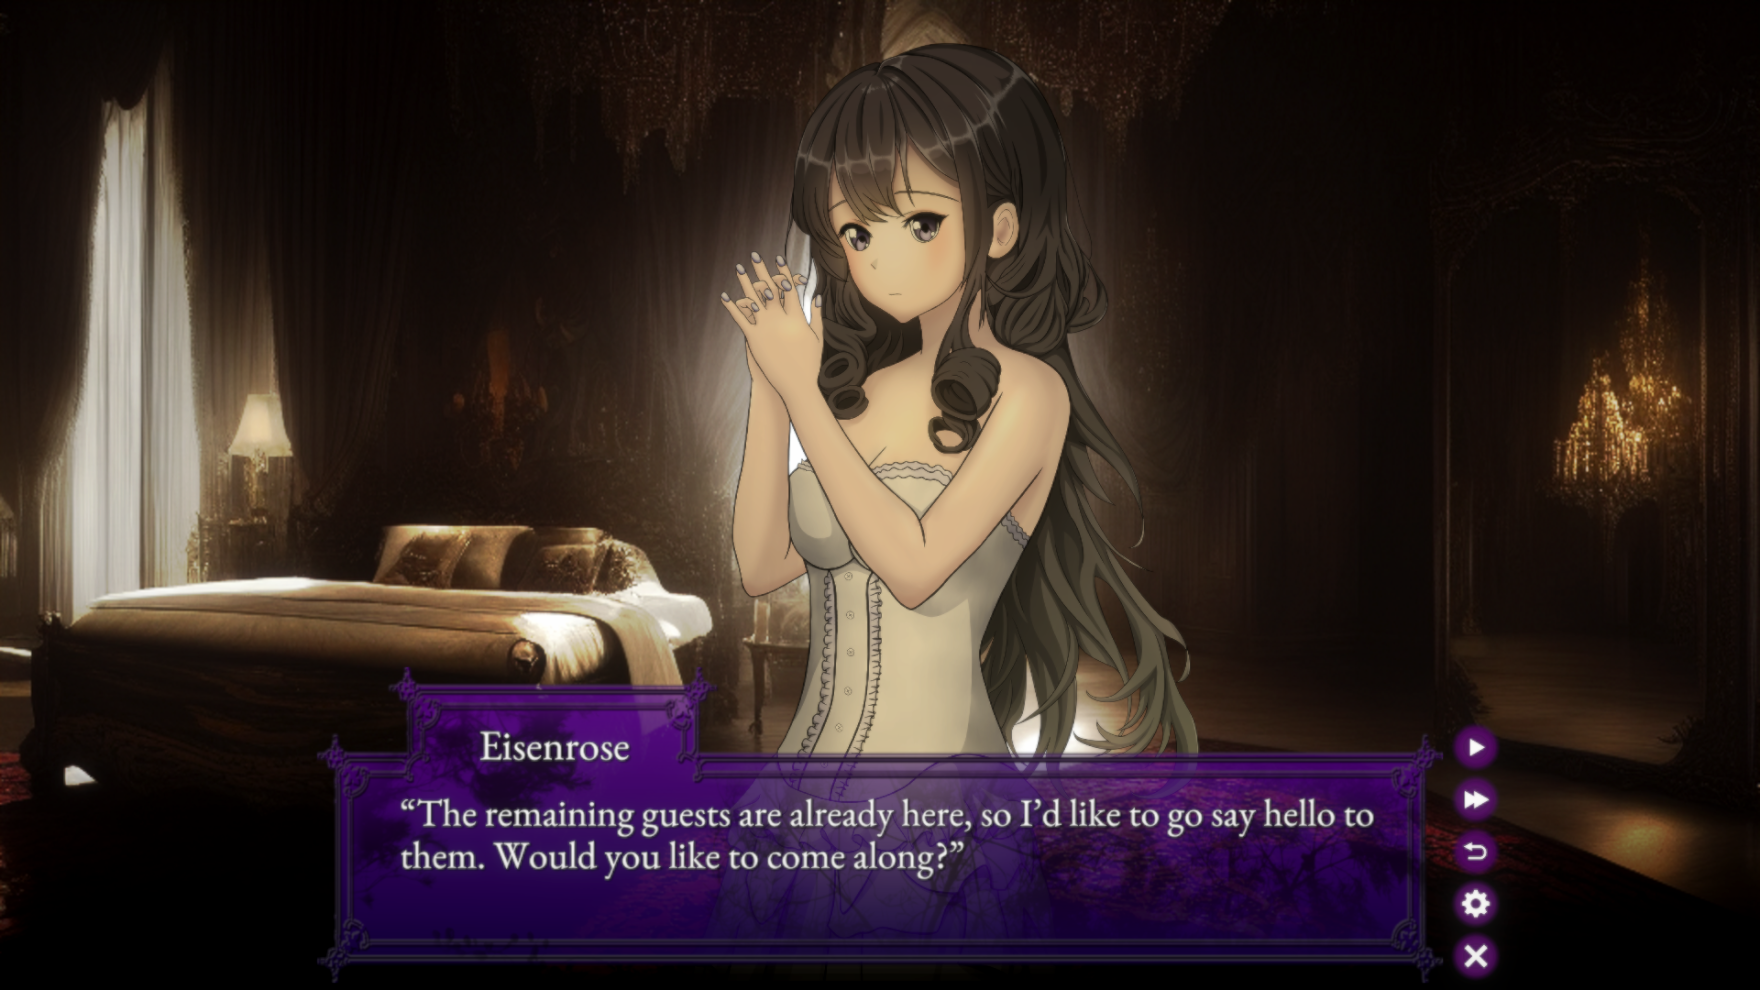 Eisenrose
“The remaining guests are already here, so I’d like to go say hello to
them. Would you like to come along?”